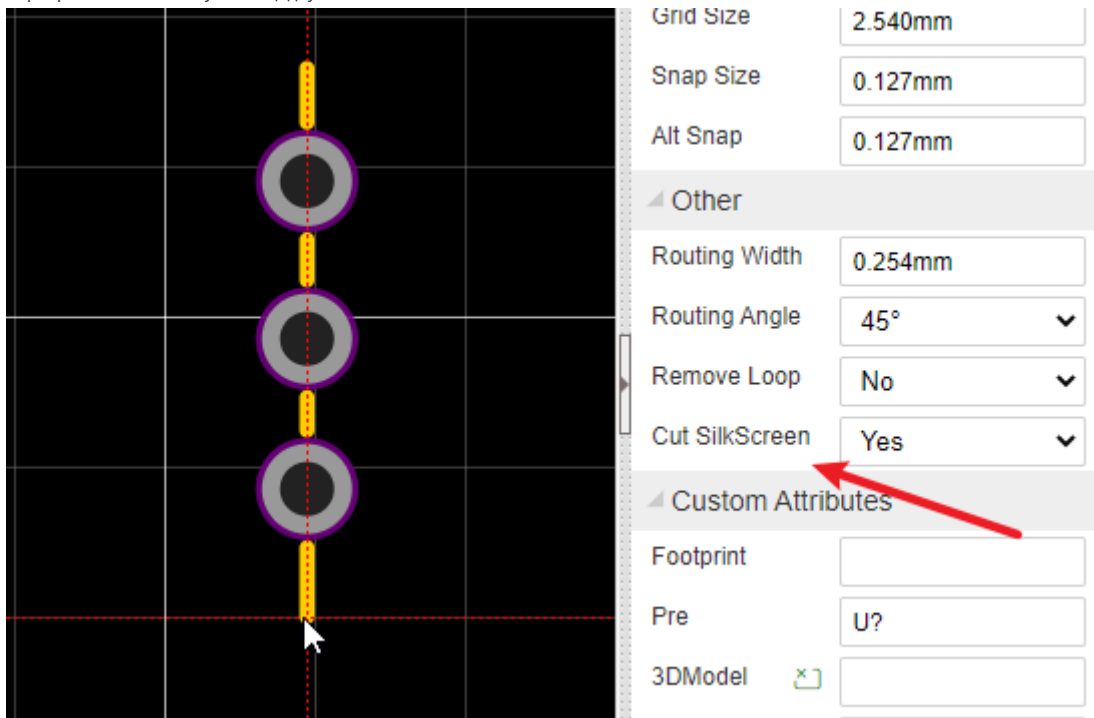 Grid Size 2.540mm
Snap Size 0.127mm
Alt Snap 0.127mm
Other
Routing Width 0.254mm
Routing Angle 45°
Remove Loop No
Cut SilkScreen Yes
Custom Attributes
Footprint
Pre U?
3DModel